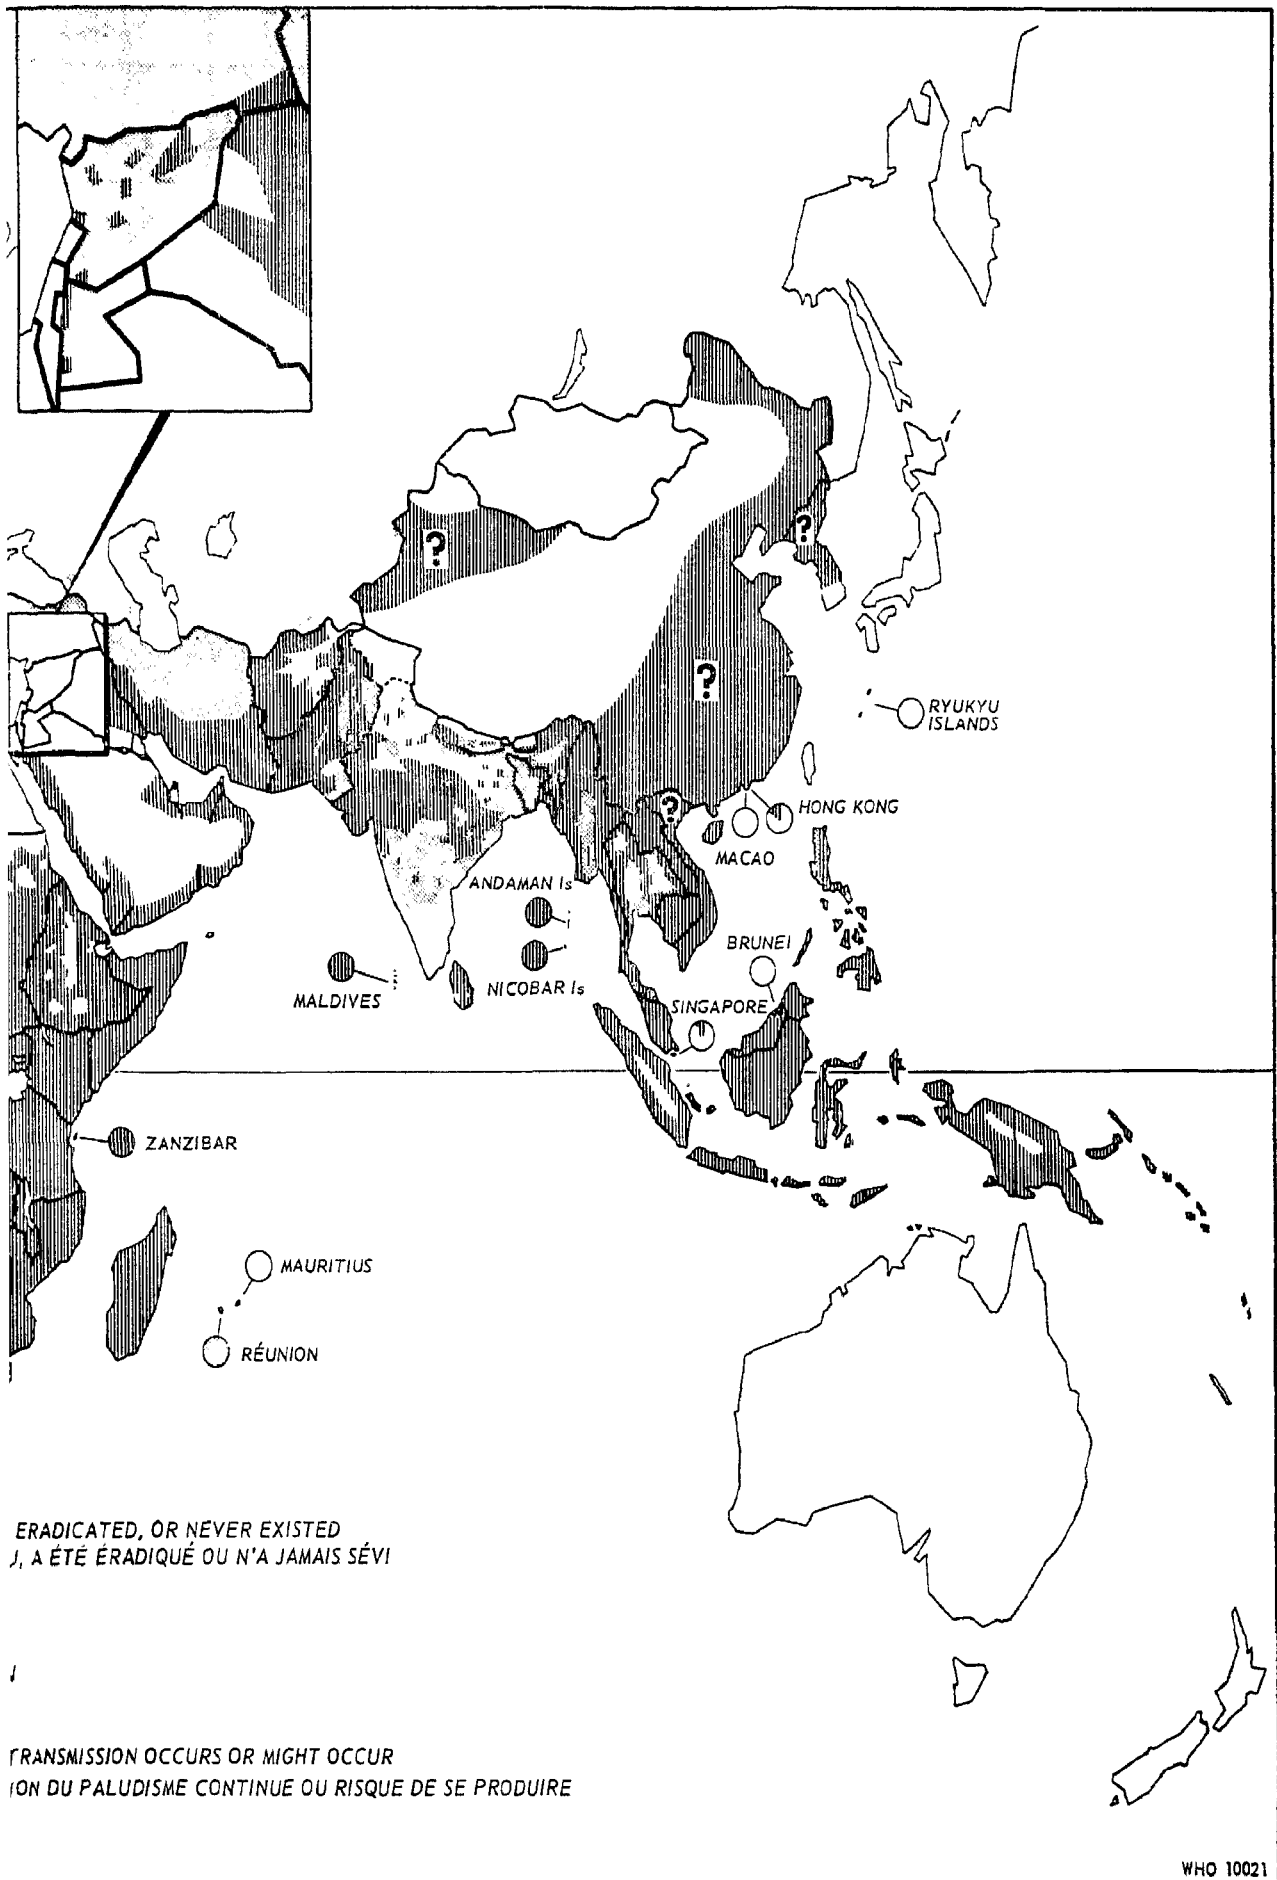 ?
?
?
RYUKYU
ISLANDS
?
HONG KONG
MACAO
ANDAMAN Is
BRUNEI
MALDIVES
NICOBAR Is
SINGAPORE
ZANZIBAR
MAURITIUS
RÉUNION
ERADICATED, OR NEVER EXISTED
, A ÉTÉ ÉRADIQUÉ OU N'A JAMAIS SÉVI
TRANSMISSION OCCURS OR MIGHT OCCUR
ION DU PALUDISME CONTINUE OU RISQUE DE SE PRODUIRE
WHO 10021